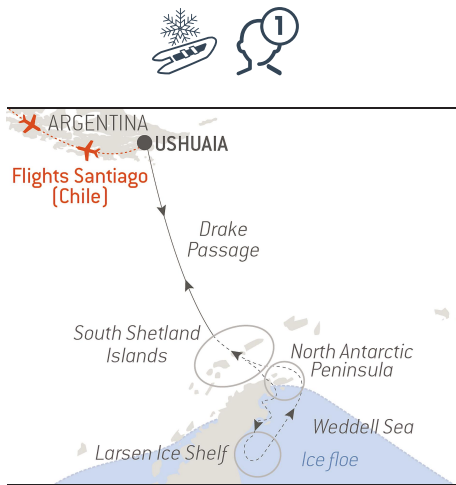 1
ARGENTINA
USHUAIA
Flights Santiago
(Chile)
Drake
Passage
South Shetland
Islands
North Antarctic
Peninsula
Weddell Sea
Larsen Ice Shelf
Ice floe